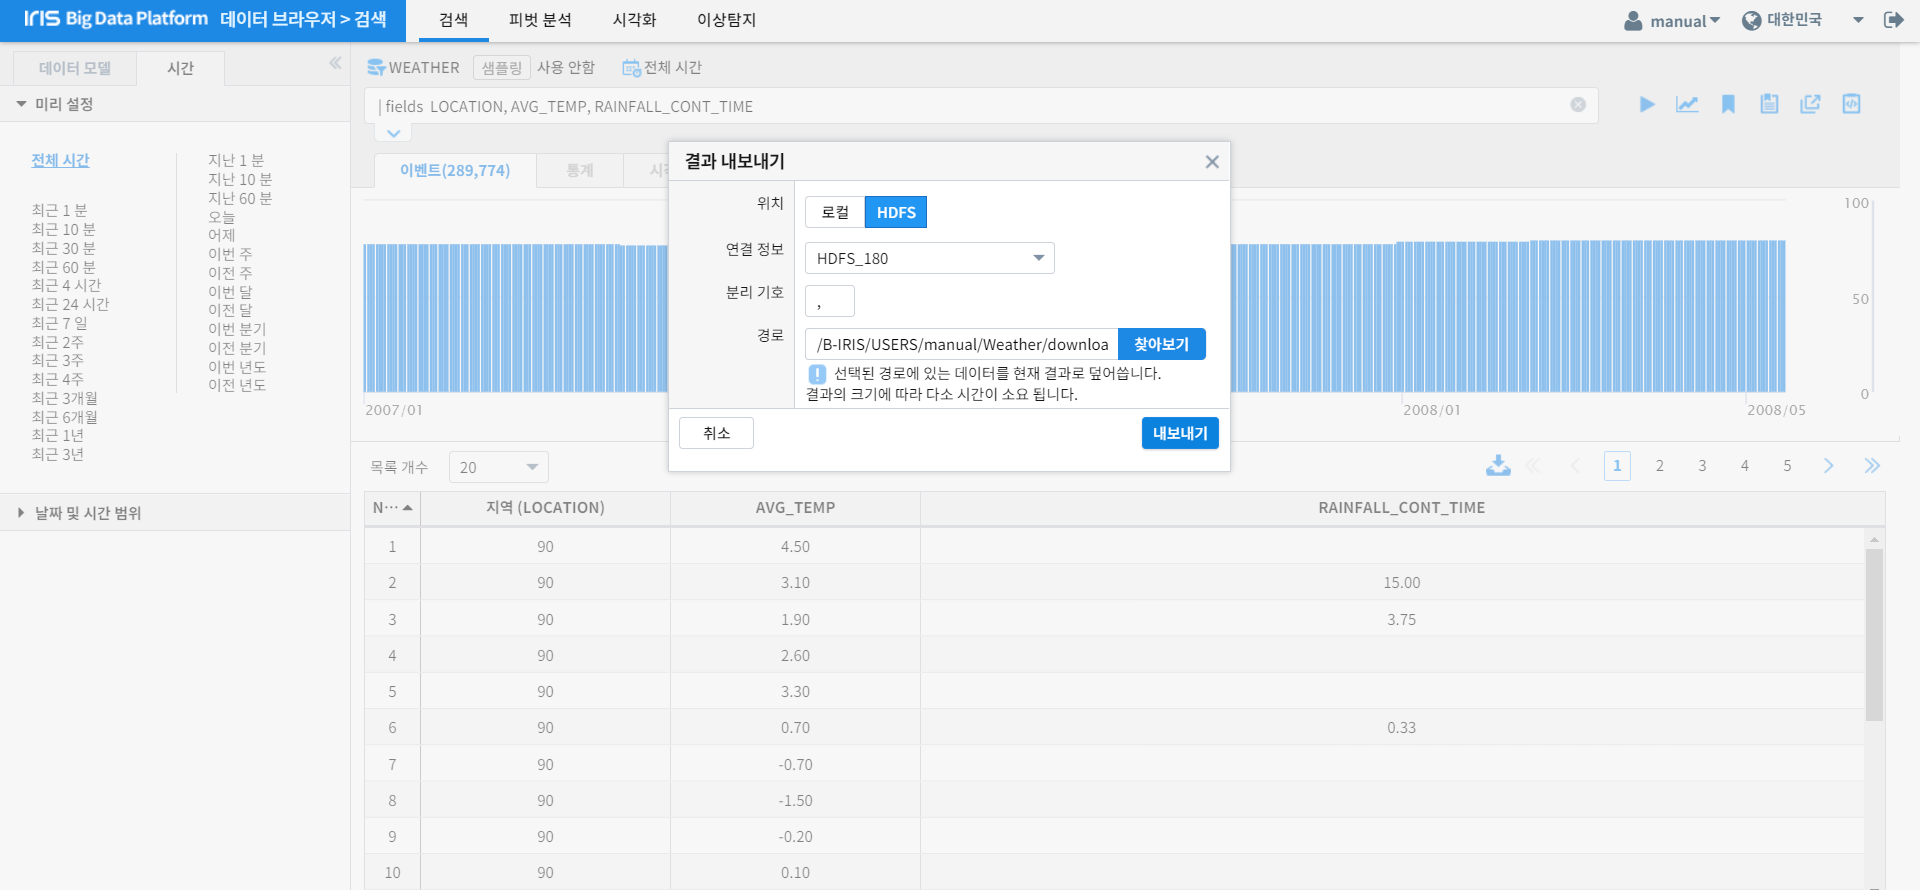 IRIS Big Data Platform 데이터 브라우저 > 검색
검색
피벗 분석
시각화
이상탐지
manual
대한민국
데이터 모델
시간
미리 설정
전체 시간
최근 1 분
최근 10 분
최근 30 분
최근 60 분
최근 4 시간
최근 24 시간
최근 7 일
최근 2주
최근 3주
최근 4주
최근 3개월
최근 6개월
최근 1년
최근 3년
지난 1 분
지난 10 분
지난 60 분
오늘
어제
이번 주
이전 주
이번 달
이전 달
이번 분기
이전 분기
이번 년도
이전 년도
날짜 및 시간 범위
WEATHER
샘플링
사용 안함
전체 시간
| fields LOCATION, AVG_TEMP, RAINFALL_CONT_TIME
이벤트(289,774)
통계
100
50
0
2007/01
2008/01
2008/05
결과 내보내기
위치
로컬
HDFS
연결 정보
HDFS_180
분리 기호
,
경로
/B-IRIS/USERS/manual/Weather/downloa
찾아보기
! 선택된 경로에 있는 데이터를 현재 결과로 덮어씁니다.
결과의 크기에 따라 다소 시간이 소요 됩니다.
취소
내보내기
목록 개수
20
1 2 3 4 5
N… 지역 (LOCATION) AVG_TEMP RAINFALL_CONT_TIME
1 90 4.50
2 90 3.10 15.00
3 90 1.90 3.75
4 90 2.60
5 90 3.30
6 90 0.70 0.33
7 90 -0.70
8 90 -1.50
9 90 -0.20
10 90 0.10